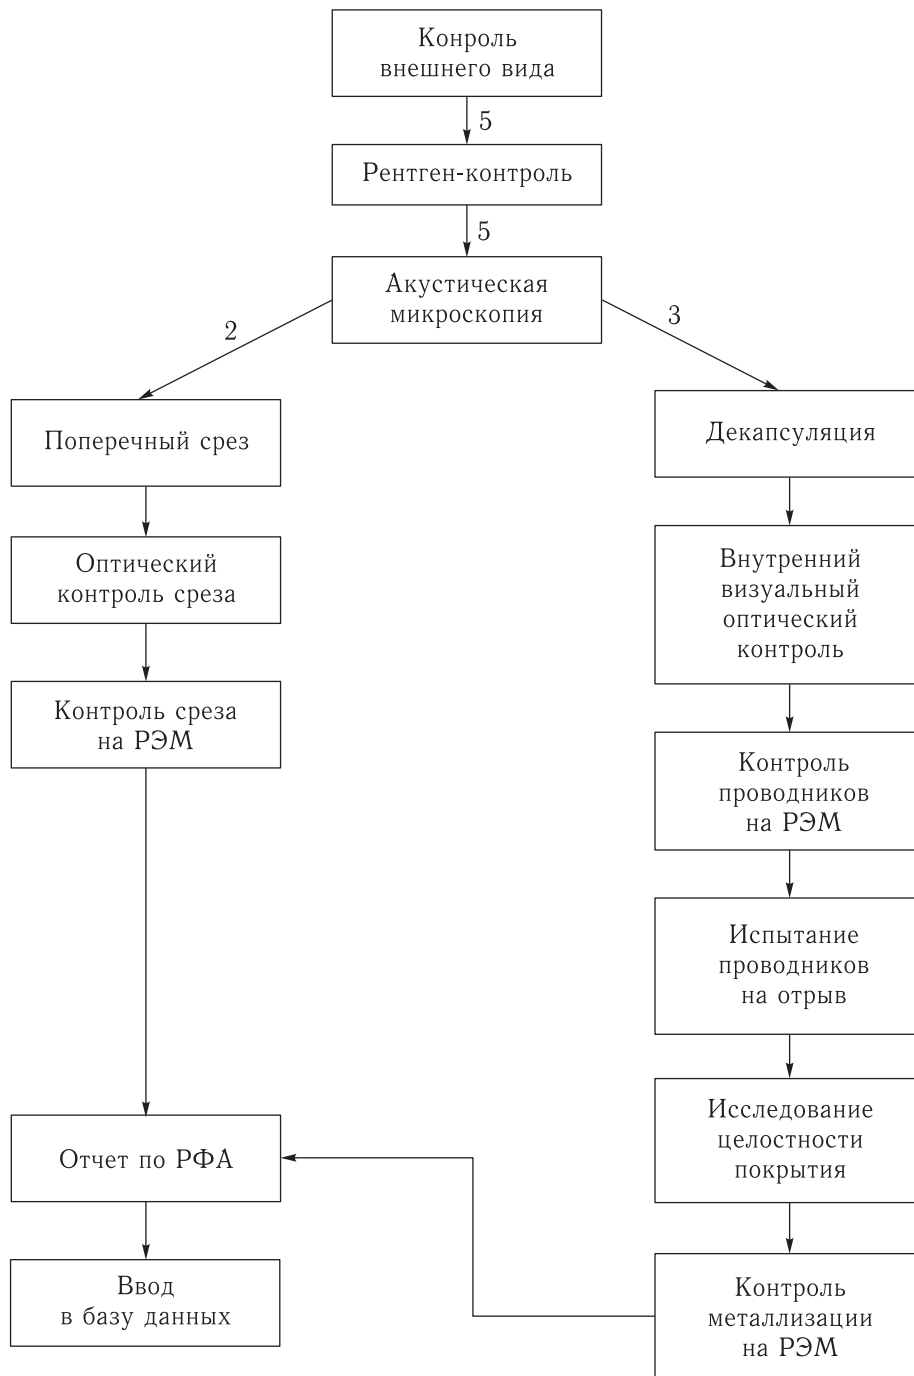 Конроль
внешнего вида
5
Рентген-контроль
5
Акустическая
микроскопия
2
3
Поперечный срез
Оптический
контроль среза
Контроль среза
на РЭМ
Декапсуляция
Внутренний
визуальный
оптический
контроль
Контроль
проводников
на РЭМ
Испытание
проводников
на отрыв
Исследование
целостности
покрытия
Контроль
металлизации
на РЭМ
Отчет по РФА
Ввод
в базу данных